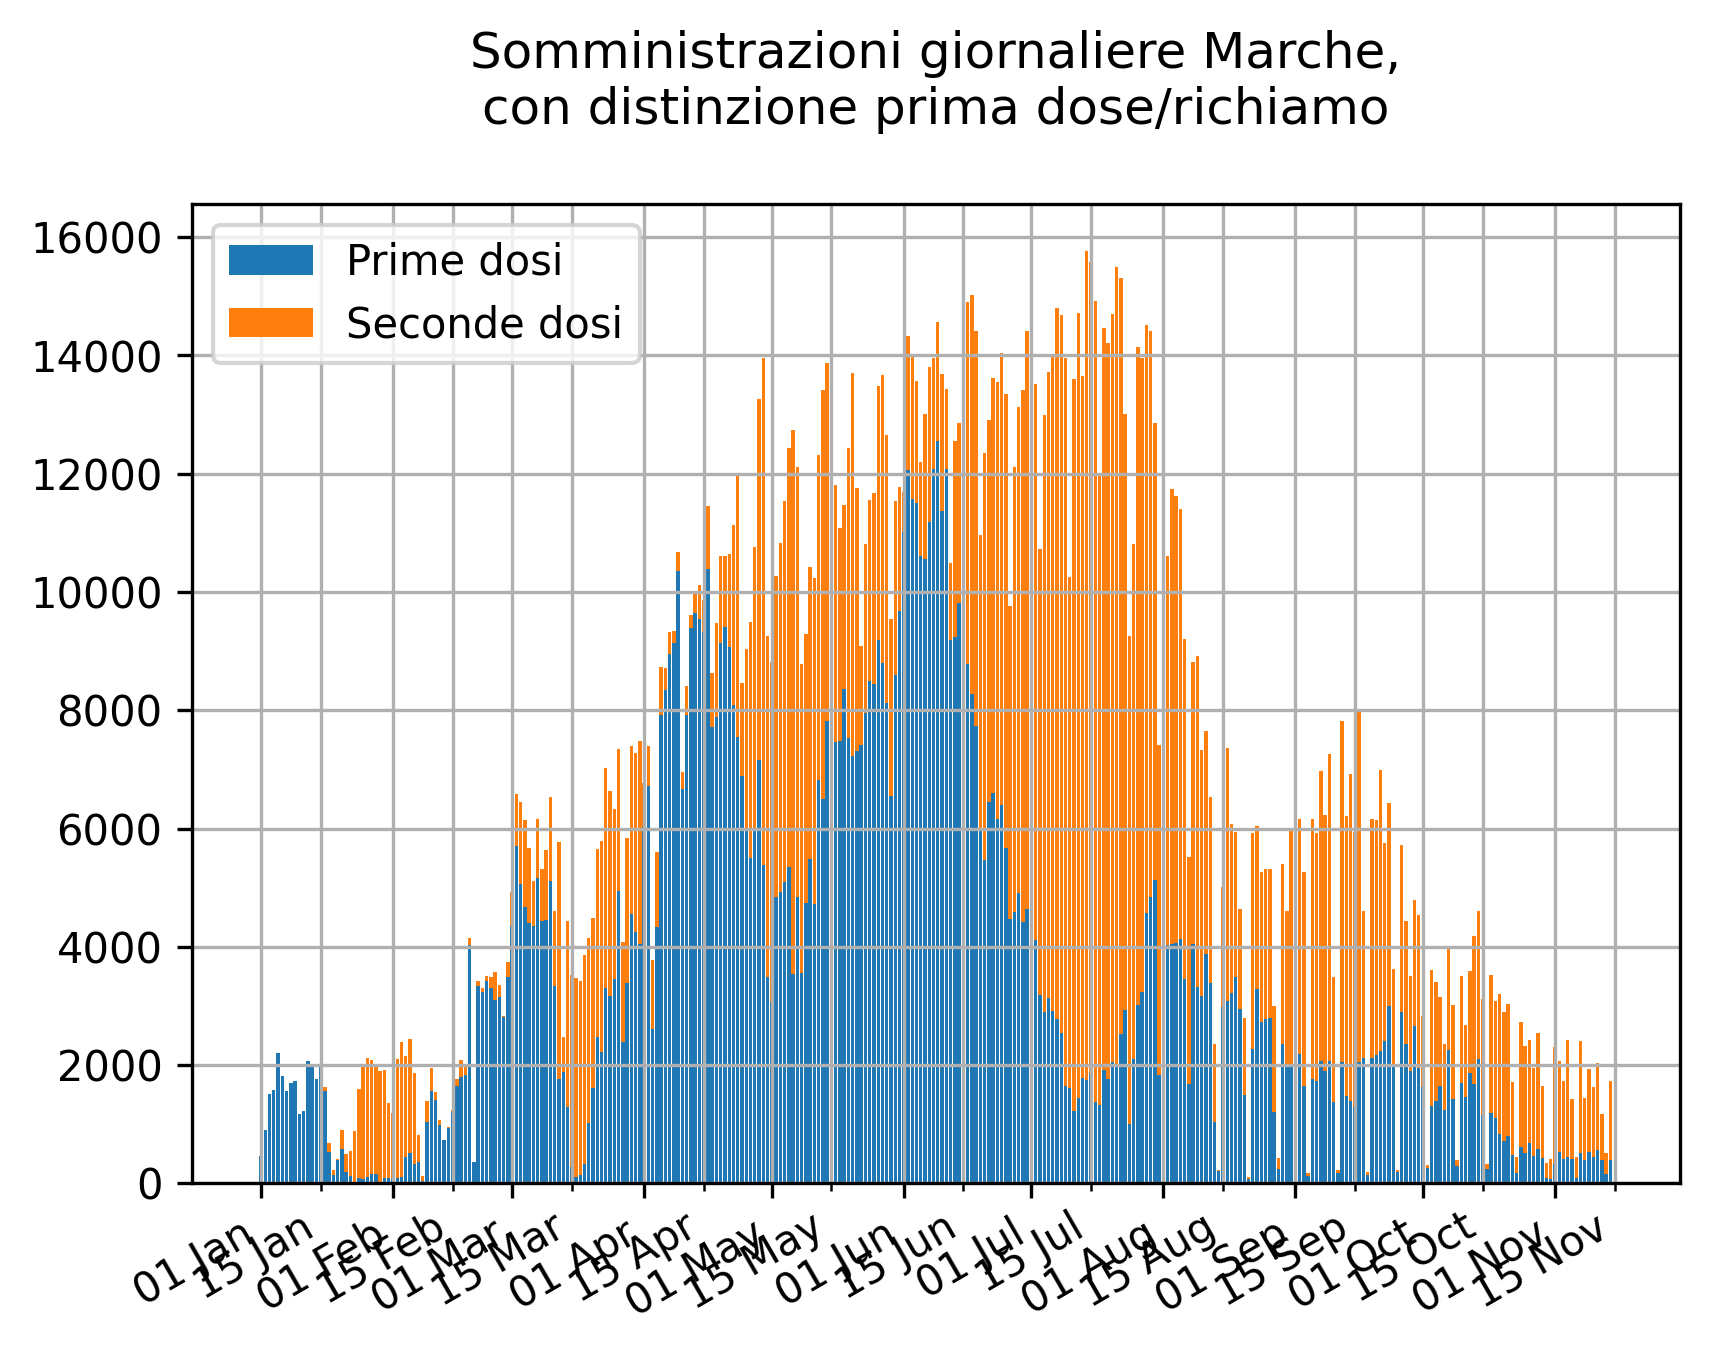 Somministrazioni giornaliere Marche,
con distinzione prima dose/richiamo
Prime dosi
Seconde dosi
16000
14000
12000
10000
8000
6000
4000
2000
0
01 Jan
15 Jan
01 Feb
15 Feb
01 Mar
15 Mar
01 Apr
15 Apr
01 May
15 May
01 Jun
15 Jun
01 Jul
15 Jul
01 Aug
15 Aug
01 Sep
15 Sep
01 Oct
15 Oct
01 Nov
15 Nov